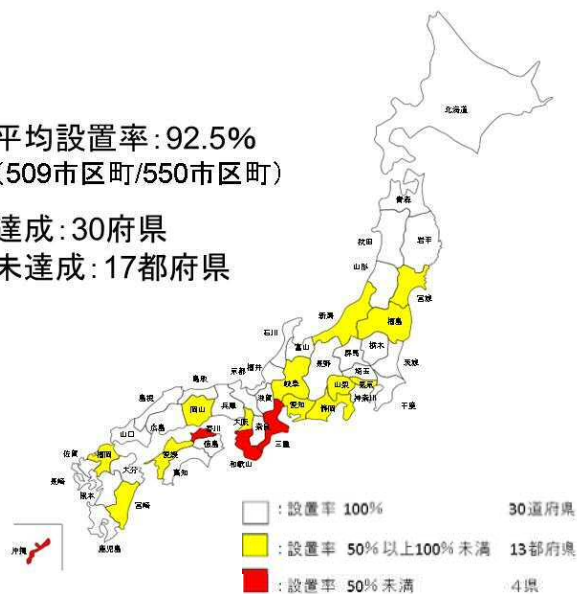 平均設置率：92.5%
（509市区町/550市区町）
達成：30府県
未達成：17都府県
北海道
青森
秋田
岩手
山形
宮城
新潟
福島
石川
富山
群馬
栃木
長野
茨城
埼玉
京都
福井
鳥取
岐阜
山梨
東京
島根
兵庫
滋賀
愛知
静岡
神奈川
千葉
岡山
広島
大阪
奈良
山口
香川
徳島
三重
佐賀
福岡
愛媛
和歌山
大分
高知
長崎
熊本
宮崎
鹿児島
沖縄
：設置率 100% 30道府県
：設置率 50%以上100%未満 13都府県
：設置率 50%未満 4県